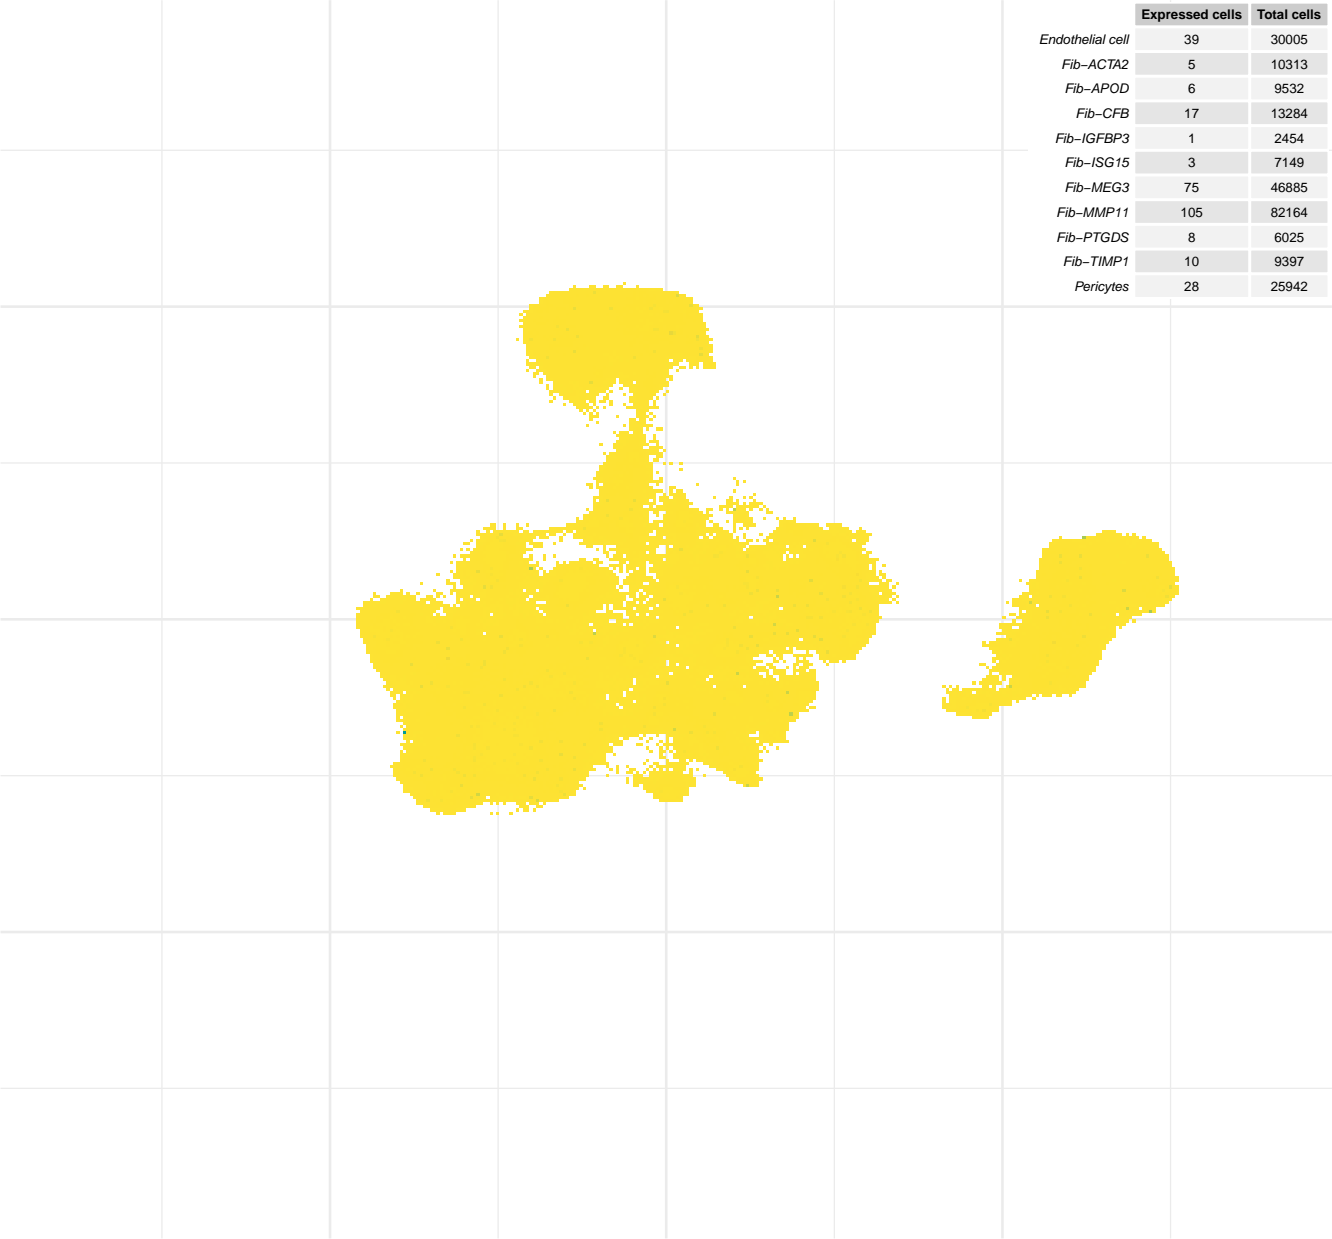 Expressed cells Total cells
Endothelial cell 39 30005
Fib−ACTA2 5 10313
Fib−APOD 6 9532
Fib−CFB 17 13284
Fib−IGFBP3 1 2454
Fib−ISG15 3 7149
Fib−MEG3 75 46885
Fib−MMP11 105 82164
Fib−PTGDS 8 6025
Fib−TIMP1 10 9397
Pericytes 28 25942